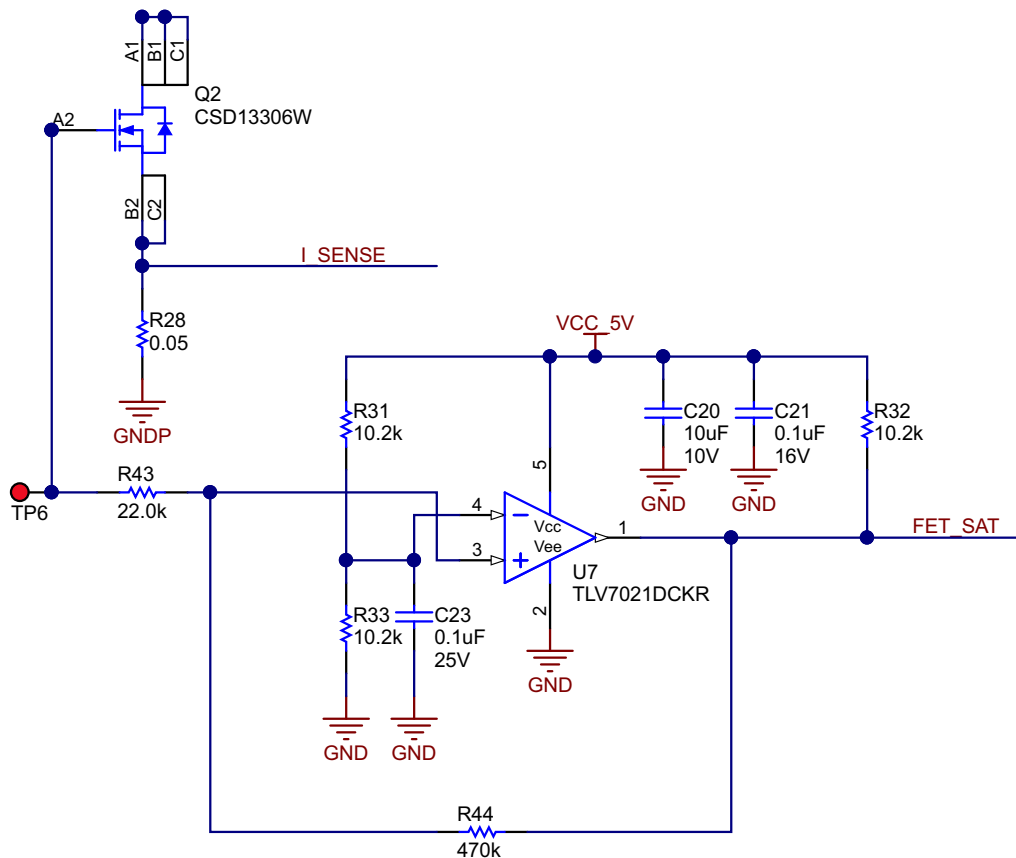 A1
B1
C1
Q2
CSD13306W
A2
B2
C2
I_SENSE
R28
0.05
GNDP
VCC_5V
R31
10.2k
C20
10uF
10V
GND
C21
0.1uF
16V
GND
R32
10.2k
R43
22.0k
TP6
5
4
3
Vcc
Vee
1
2
U7
TLV7021DCKR
GND
FET_SAT
R33
10.2k
GND
C23
0.1uF
25V
GND
R44
470k